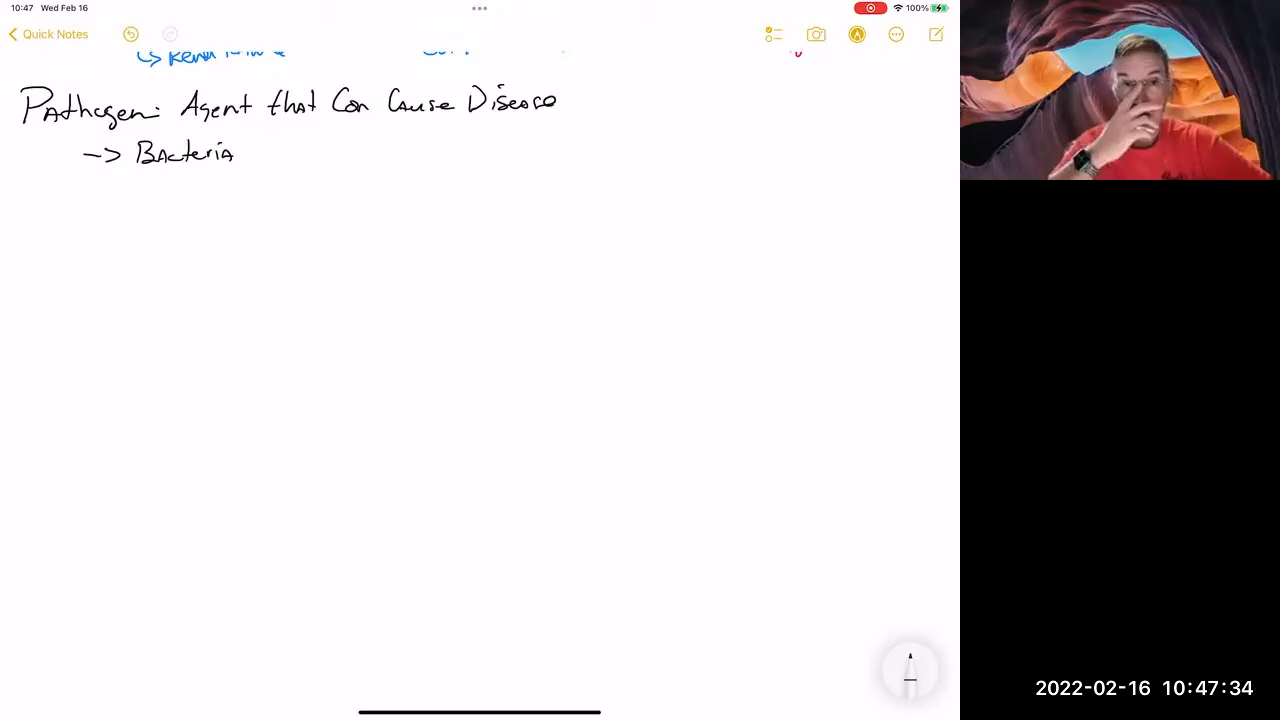 10:47 Wed Feb 16 100%
Quick Notes
Pathogen: Agent that Can Cause Disease
-> Bacteria
2022-02-16 10:47:34